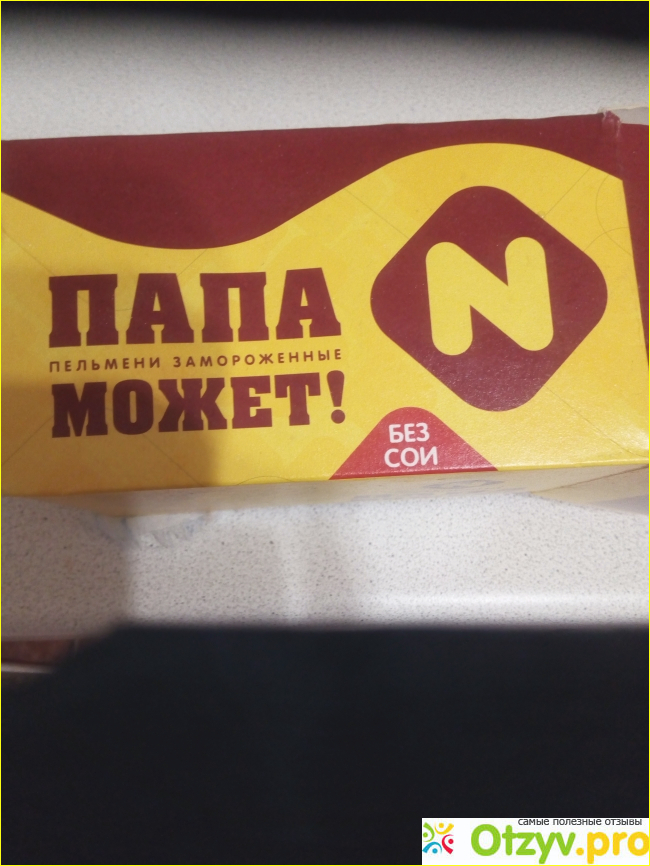 ПАПА
ПЕЛЬМЕНИ ЗАМОРОЖЕННЫЕ
МОЖЕТ!
N
БЕЗ
СОИ
самые полезные отзывы
Otzyv.pro